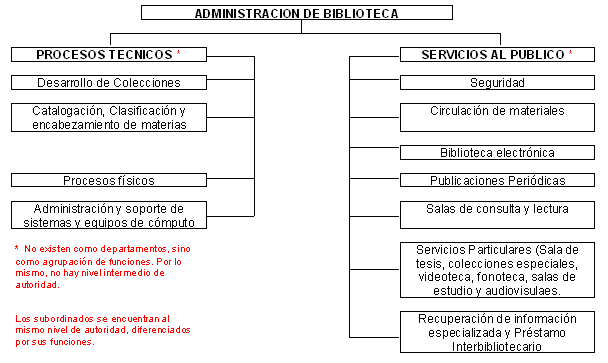 ADMINISTRACION DE BIBLIOTECA
PROCESOS TECNICOS *
Desarrollo de Colecciones
Catalogación, Clasificación y
encabezamiento de materias
Procesos físicos
Administración y soporte de
sistemas y equipos de cómputo
* No existen como departamentos, sino
como agrupación de funciones. Por lo
mismo, no hay nivel intermedio de
autoridad.
Los subordinados se encuentran al
mismo nivel de autoridad, diferenciados
por sus funciones.
SERVICIOS AL PUBLICO *
Seguridad
Circulación de materiales
Biblioteca electrónica
Publicaciones Periódicas
Salas de consulta y lectura
Servicios Particulares (Sala de
tesis, colecciones especiales,
videoteca, fonoteca, salas de
estudio y audiovisulaes.
Recuperación de información
especializada y Préstamo
Interbibliotecario